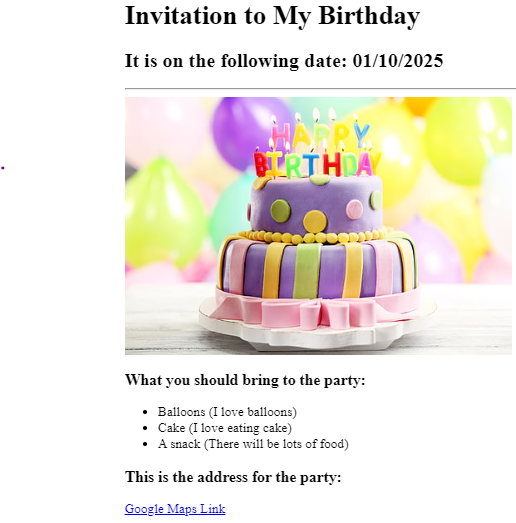 Invitation to My Birthday
It is on the following date: 01/10/2025
HAPPY
BIRTHDAY
What you should bring to the party:
Balloons (I love balloons)
Cake (I love eating cake)
A snack (There will be lots of food)
This is the address for the party:
Google Maps Link